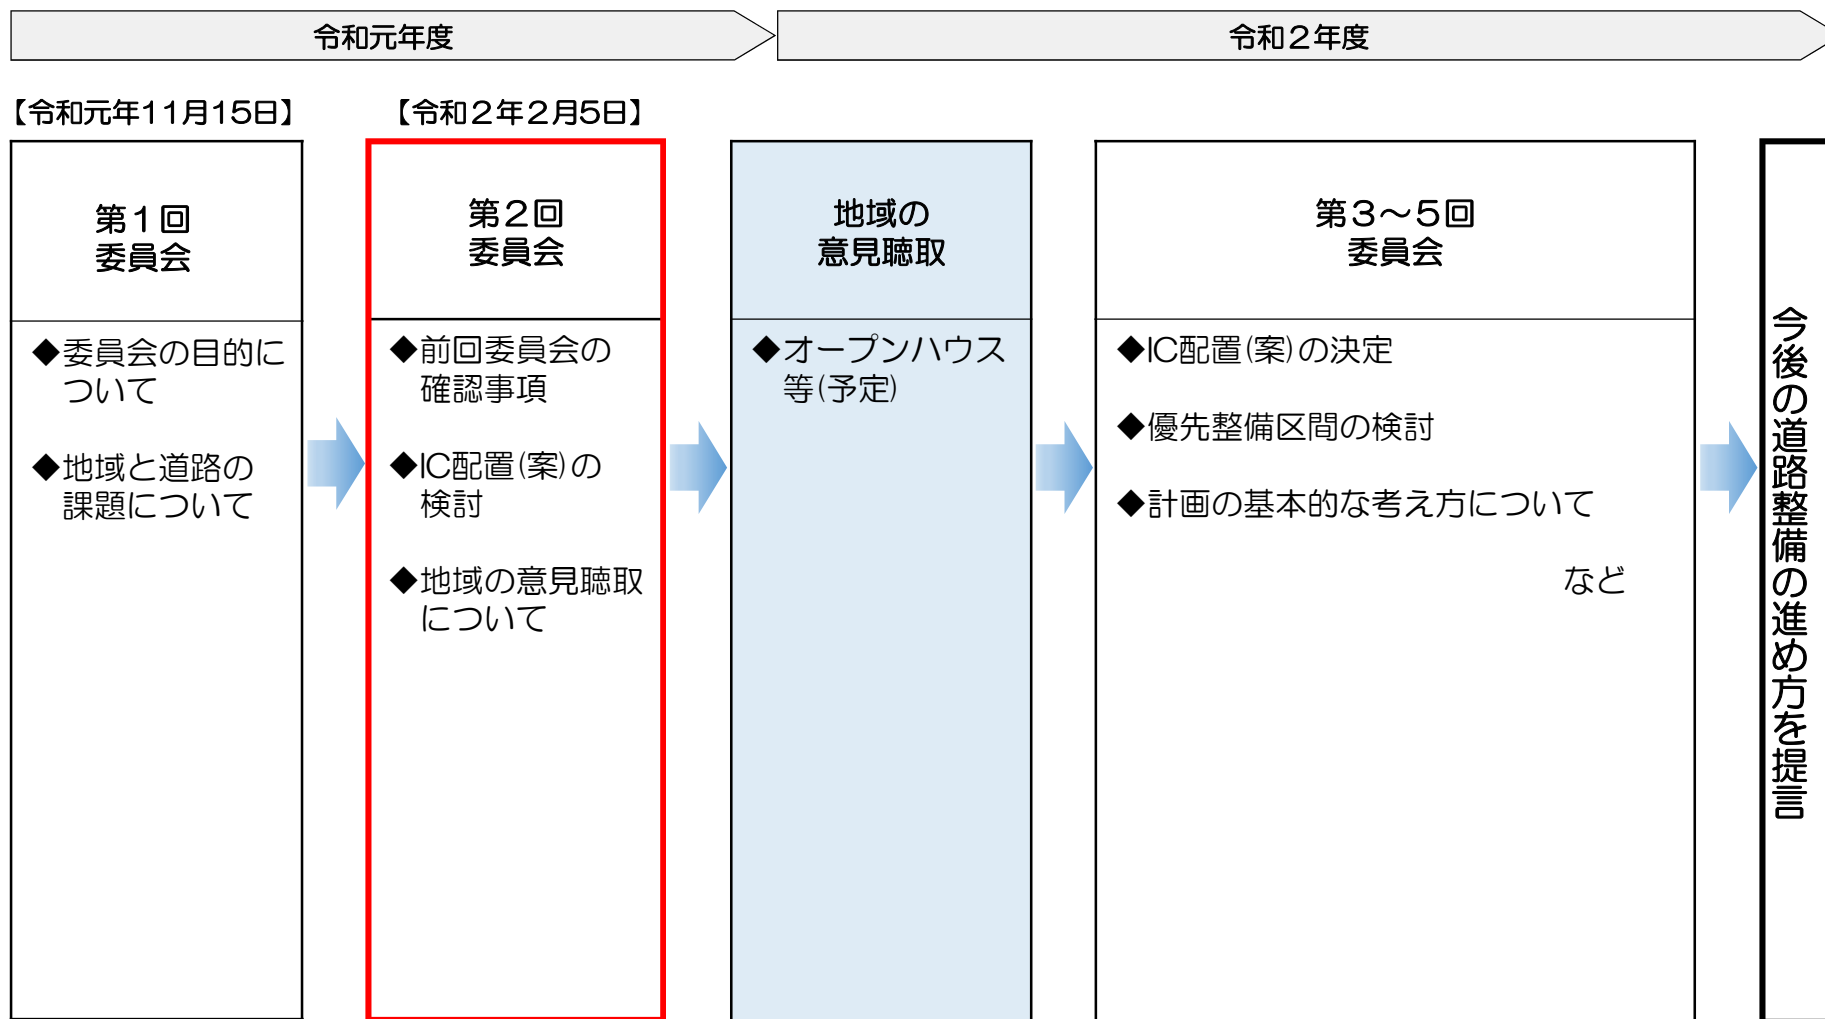 令和元年度
令和２年度
【令和元年11月15日】
【令和２年２月５日】
第１回
委員会
◆委員会の目的に
ついて
◆地域と道路の
課題について
第２回
委員会
◆前回委員会の
確認事項
◆IC配置(案)の
検討
◆地域の意見聴取
について
地域の
意見聴取
◆オープンハウス
等(予定)
第３～５回
委員会
◆IC配置(案)の決定
◆優先整備区間の検討
◆計画の基本的な考え方について
など
今後の道路整備の進め方を提言